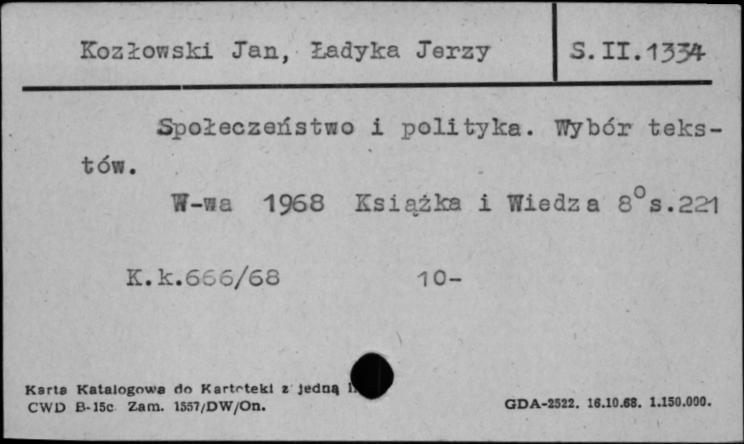 Kozłowski Jan, Ładyka Jerzy
S.II.1334
Społeczeństwo i polityka. Wybór teks-
tów.
W-wa 1968 Książka i Wiedza 8° s.221
K.k.666/68 10-
Karta Katalogowa do Kartoteki z jedną
CWD B-15c Zam. 1557/DW/On.
GDA-2522. 16.10.68. 1.150.000.